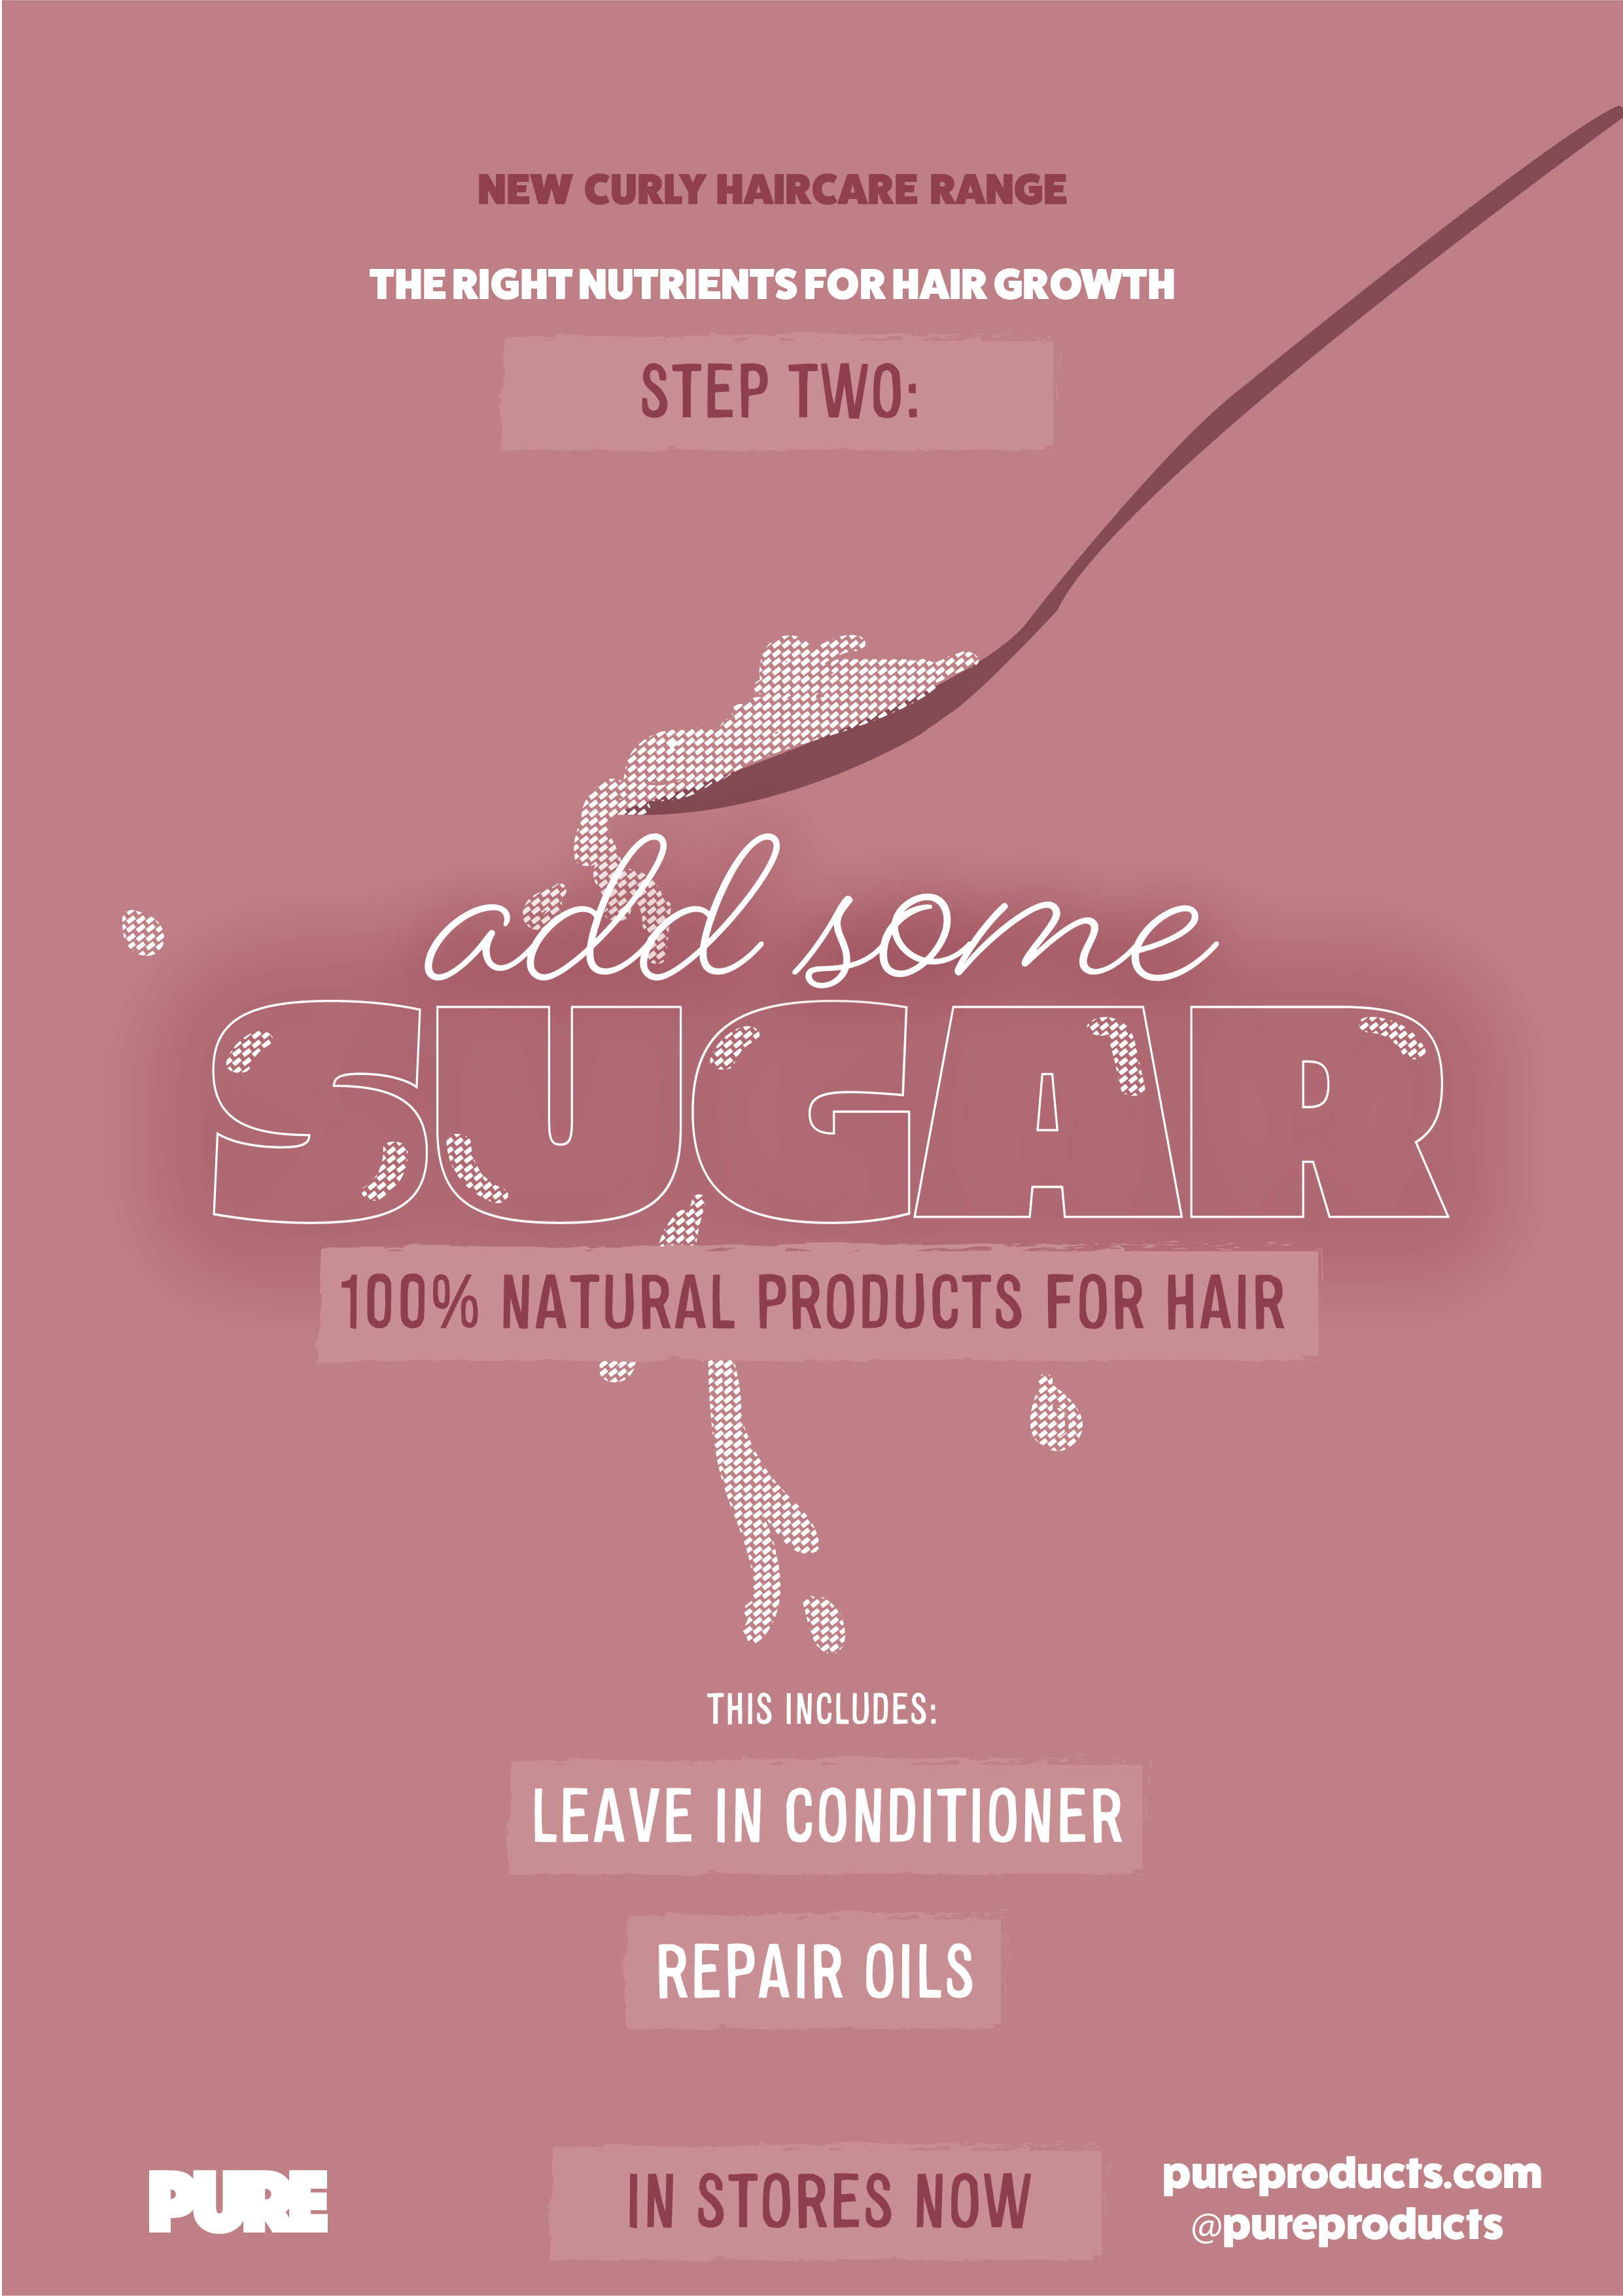 NEW CURLY HAIRCARE RANGE
THE RIGHT NUTRIENTS FOR HAIR GROWTH
STEP TWO:
add some
SUGAR
100% NATURAL PRODUCTS FOR HAIR
THIS INCLUDES:
LEAVE IN CONDITIONER
REPAIR OILS
PURE
IN STORES NOW
pureproducts.com
@pureproducts